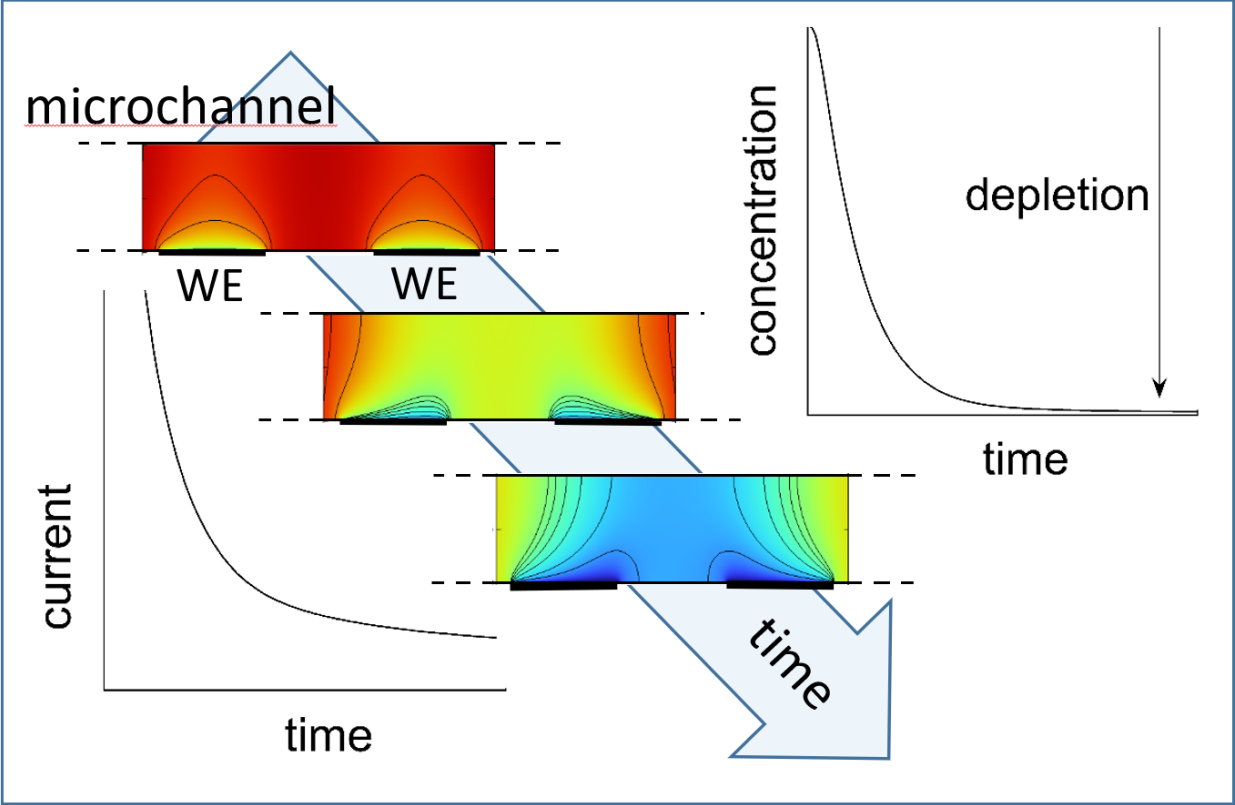 microchannel
WE
WE
current
time
concentration
depletion
time
time